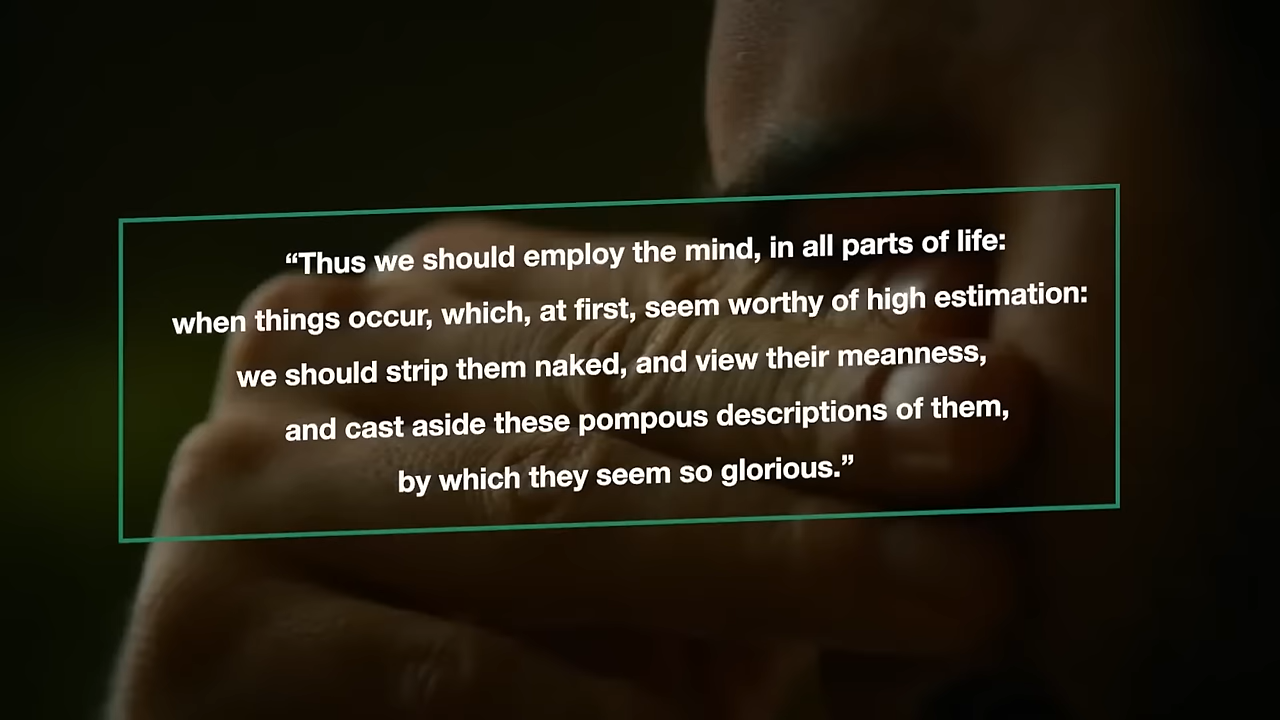 “Thus we should employ the mind, in all parts of life:
when things occur, which, at first, seem worthy of high estimation:
we should strip them naked, and view their meanness,
and cast aside these pompous descriptions of them,
by which they seem so glorious.”